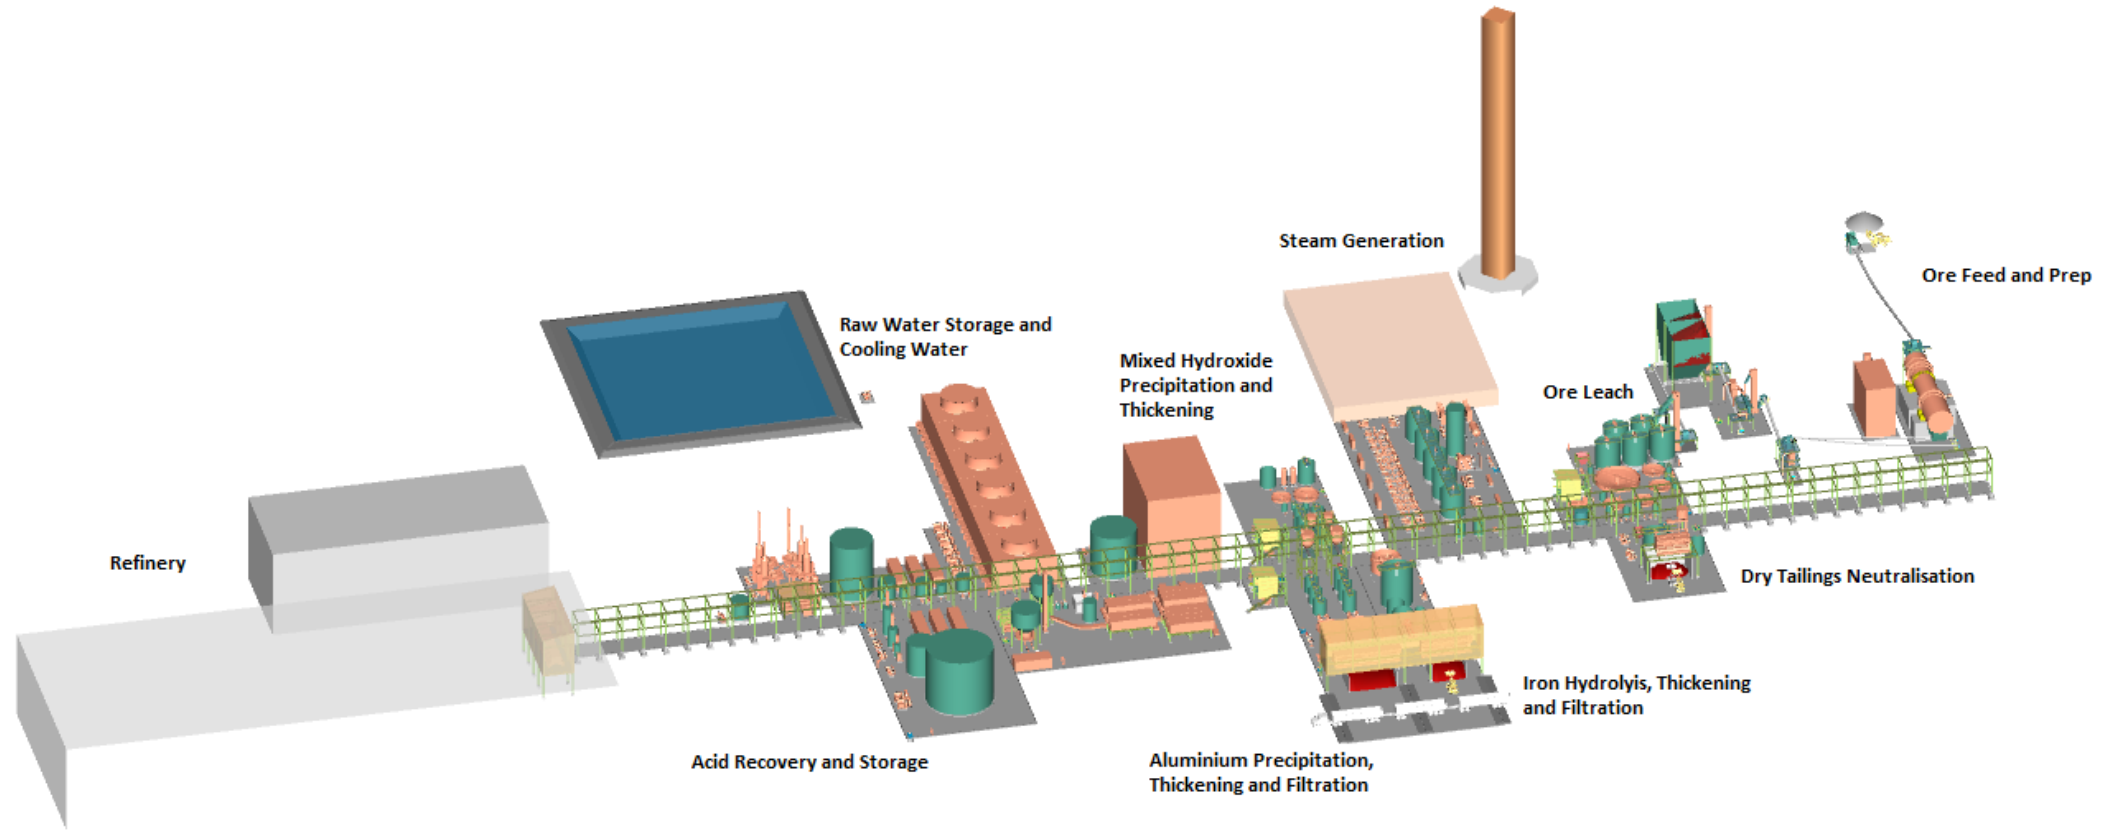 Steam Generation
Ore Feed and Prep
Raw Water Storage and
Cooling Water
Mixed Hydroxide
Precipitation and
Thickening
Ore Leach
Refinery
Dry Tailings Neutralisation
Iron Hydrolyis, Thickening
and Filtration
Acid Recovery and Storage
Aluminium Precipitation,
Thickening and Filtration